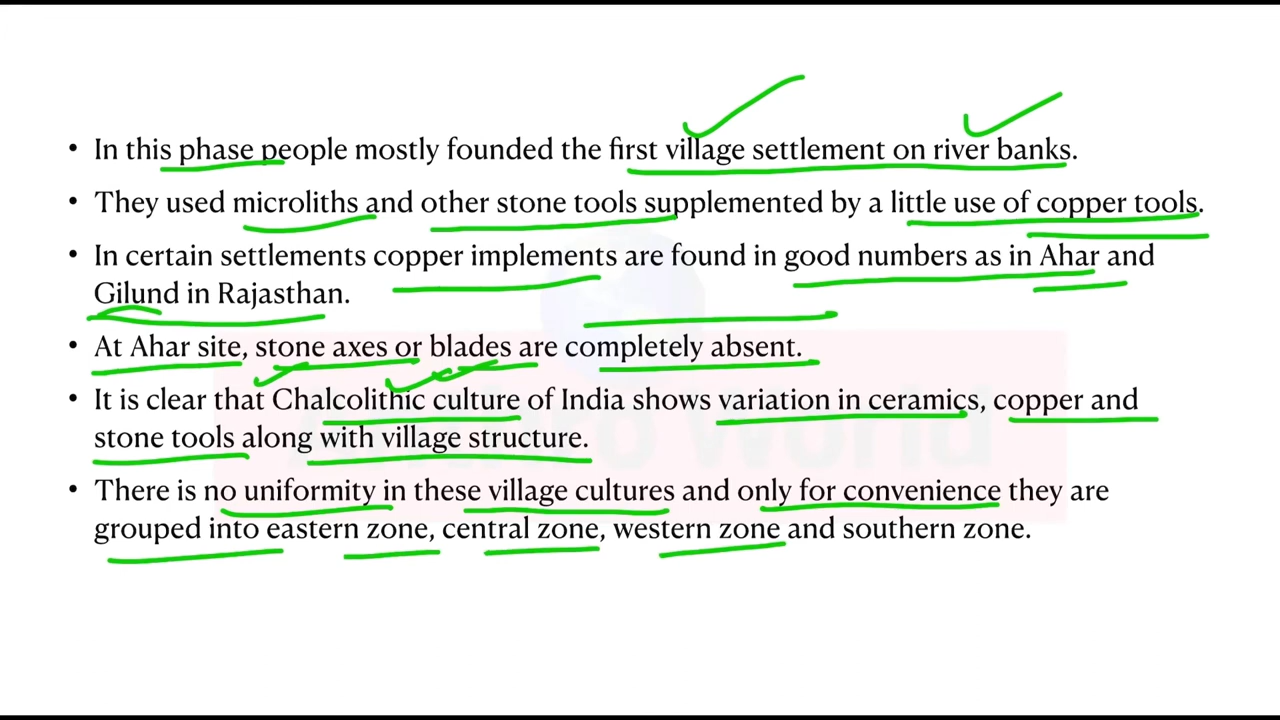 • In this phase people mostly founded the first village settlement on river banks.
• They used microliths and other stone tools supplemented by a little use of copper tools.
• In certain settlements copper implements are found in good numbers as in Ahar and
Gilund in Rajasthan.
• At Ahar site, stone axes or blades are completely absent.
• It is clear that Chalcolithic culture of India shows variation in ceramics, copper and
stone tools along with village structure.
• There is no uniformity in these village cultures and only for convenience they are
grouped into eastern zone, central zone, western zone and southern zone.